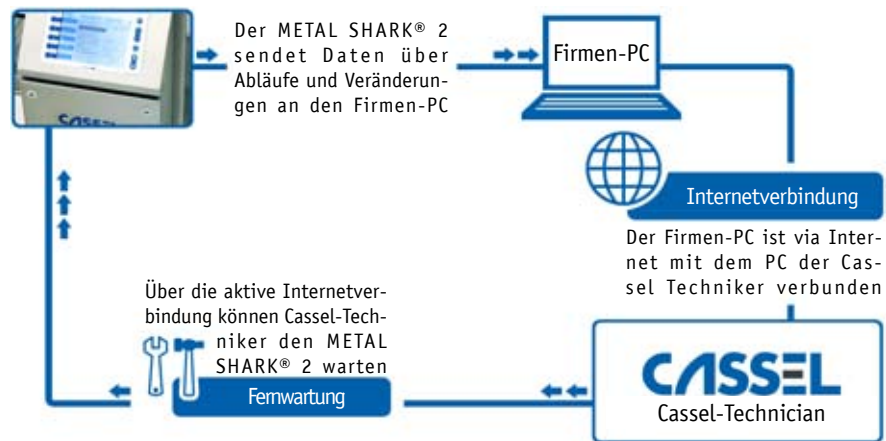 CASSEL
Der METAL SHARK® 2
sendet Daten über
Abläufe und Veränderun-
gen an den Firmen-PC
Firmen-PC
Internetverbindung
Der Firmen-PC ist via Inter-
net mit dem PC der Cas-
sel Techniker verbunden
CASSEL
Cassel-Technician
Über die aktive Internetver-
bindung können Cassel-Tech-
niker den METAL
SHARK® 2 warten
Fernwartung